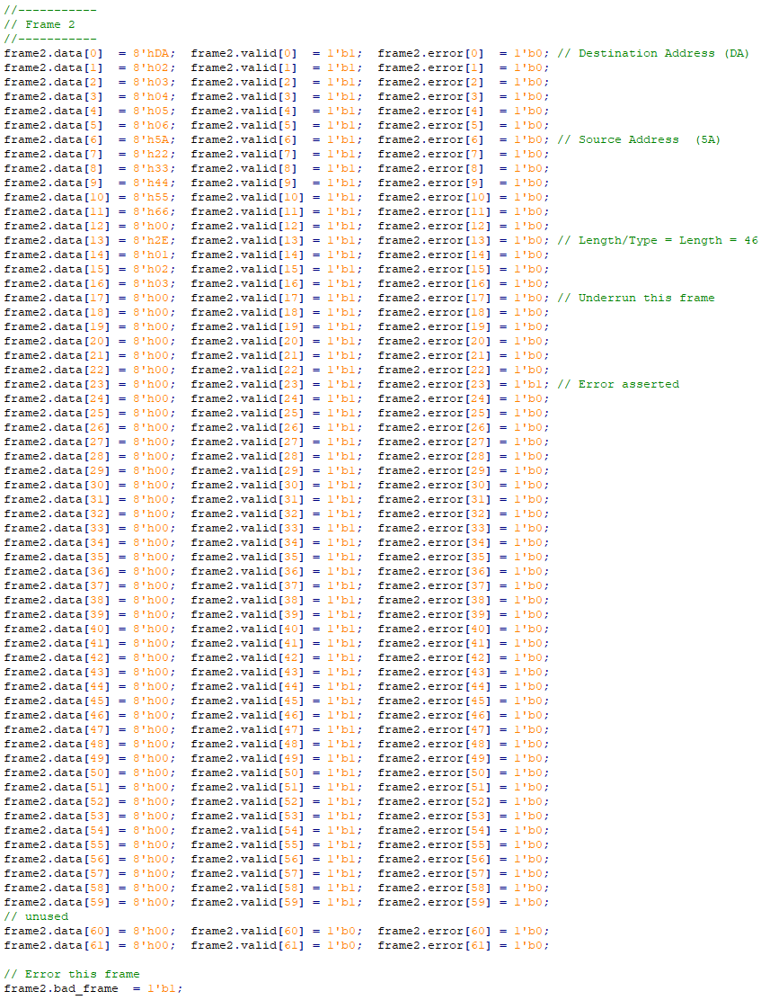 //-----------
// Frame 2
//-----------
frame2.data[0]  = 8'hDA;  frame2.valid[0]  = 1'b1;  frame2.error[0]  = 1'b0; // Destination Address (DA)
frame2.data[1]  = 8'h02;  frame2.valid[1]  = 1'b1;  frame2.error[1]  = 1'b0;
frame2.data[2]  = 8'h03;  frame2.valid[2]  = 1'b1;  frame2.error[2]  = 1'b0;
frame2.data[3]  = 8'h04;  frame2.valid[3]  = 1'b1;  frame2.error[3]  = 1'b0;
frame2.data[4]  = 8'h05;  frame2.valid[4]  = 1'b1;  frame2.error[4]  = 1'b0;
frame2.data[5]  = 8'h06;  frame2.valid[5]  = 1'b1;  frame2.error[5]  = 1'b0;
frame2.data[6]  = 8'h5A;  frame2.valid[6]  = 1'b1;  frame2.error[6]  = 1'b0; // Source Address  (5A)
frame2.data[7]  = 8'h22;  frame2.valid[7]  = 1'b1;  frame2.error[7]  = 1'b0;
frame2.data[8]  = 8'h33;  frame2.valid[8]  = 1'b1;  frame2.error[8]  = 1'b0;
frame2.data[9]  = 8'h44;  frame2.valid[9]  = 1'b1;  frame2.error[9]  = 1'b0;
frame2.data[10] = 8'h55;  frame2.valid[10] = 1'b1;  frame2.error[10] = 1'b0;
frame2.data[11] = 8'h66;  frame2.valid[11] = 1'b1;  frame2.error[11] = 1'b0;
frame2.data[12] = 8'h00;  frame2.valid[12] = 1'b1;  frame2.error[12] = 1'b0;
frame2.data[13] = 8'h2E;  frame2.valid[13] = 1'b1;  frame2.error[13] = 1'b0; // Length/Type = Length = 46
frame2.data[14] = 8'h01;  frame2.valid[14] = 1'b1;  frame2.error[14] = 1'b0;
frame2.data[15] = 8'h02;  frame2.valid[15] = 1'b1;  frame2.error[15] = 1'b0;
frame2.data[16] = 8'h03;  frame2.valid[16] = 1'b1;  frame2.error[16] = 1'b0;
frame2.data[17] = 8'h00;  frame2.valid[17] = 1'b1;  frame2.error[17] = 1'b0; // Underrun this frame
frame2.data[18] = 8'h00;  frame2.valid[18] = 1'b1;  frame2.error[18] = 1'b0;
frame2.data[19] = 8'h00;  frame2.valid[19] = 1'b1;  frame2.error[19] = 1'b0;
frame2.data[20] = 8'h00;  frame2.valid[20] = 1'b1;  frame2.error[20] = 1'b0;
frame2.data[21] = 8'h00;  frame2.valid[21] = 1'b1;  frame2.error[21] = 1'b0;
frame2.data[22] = 8'h00;  frame2.valid[22] = 1'b1;  frame2.error[22] = 1'b0;
frame2.data[23] = 8'h00;  frame2.valid[23] = 1'b1;  frame2.error[23] = 1'b1; // Error asserted
frame2.data[24] = 8'h00;  frame2.valid[24] = 1'b1;  frame2.error[24] = 1'b0;
frame2.data[25] = 8'h00;  frame2.valid[25] = 1'b1;  frame2.error[25] = 1'b0;
frame2.data[26] = 8'h00;  frame2.valid[26] = 1'b1;  frame2.error[26] = 1'b0;
frame2.data[27] = 8'h00;  frame2.valid[27] = 1'b1;  frame2.error[27] = 1'b0;
frame2.data[28] = 8'h00;  frame2.valid[28] = 1'b1;  frame2.error[28] = 1'b0;
frame2.data[29] = 8'h00;  frame2.valid[29] = 1'b1;  frame2.error[29] = 1'b0;
frame2.data[30] = 8'h00;  frame2.valid[30] = 1'b1;  frame2.error[30] = 1'b0;
frame2.data[31] = 8'h00;  frame2.valid[31] = 1'b1;  frame2.error[31] = 1'b0;
frame2.data[32] = 8'h00;  frame2.valid[32] = 1'b1;  frame2.error[32] = 1'b0;
frame2.data[33] = 8'h00;  frame2.valid[33] = 1'b1;  frame2.error[33] = 1'b0;
frame2.data[34] = 8'h00;  frame2.valid[34] = 1'b1;  frame2.error[34] = 1'b0;
frame2.data[35] = 8'h00;  frame2.valid[35] = 1'b1;  frame2.error[35] = 1'b0;
frame2.data[36] = 8'h00;  frame2.valid[36] = 1'b1;  frame2.error[36] = 1'b0;
frame2.data[37] = 8'h00;  frame2.valid[37] = 1'b1;  frame2.error[37] = 1'b0;
frame2.data[38] = 8'h00;  frame2.valid[38] = 1'b1;  frame2.error[38] = 1'b0;
frame2.data[39] = 8'h00;  frame2.valid[39] = 1'b1;  frame2.error[39] = 1'b0;
frame2.data[40] = 8'h00;  frame2.valid[40] = 1'b1;  frame2.error[40] = 1'b0;
frame2.data[41] = 8'h00;  frame2.valid[41] = 1'b1;  frame2.error[41] = 1'b0;
frame2.data[42] = 8'h00;  frame2.valid[42] = 1'b1;  frame2.error[42] = 1'b0;
frame2.data[43] = 8'h00;  frame2.valid[43] = 1'b1;  frame2.error[43] = 1'b0;
frame2.data[44] = 8'h00;  frame2.valid[44] = 1'b1;  frame2.error[44] = 1'b0;
frame2.data[45] = 8'h00;  frame2.valid[45] = 1'b1;  frame2.error[45] = 1'b0;
frame2.data[46] = 8'h00;  frame2.valid[46] = 1'b1;  frame2.error[46] = 1'b0;
frame2.data[47] = 8'h00;  frame2.valid[47] = 1'b1;  frame2.error[47] = 1'b0;
frame2.data[48] = 8'h00;  frame2.valid[48] = 1'b1;  frame2.error[48] = 1'b0;
frame2.data[49] = 8'h00;  frame2.valid[49] = 1'b1;  frame2.error[49] = 1'b0;
frame2.data[50] = 8'h00;  frame2.valid[50] = 1'b1;  frame2.error[50] = 1'b0;
frame2.data[51] = 8'h00;  frame2.valid[51] = 1'b1;  frame2.error[51] = 1'b0;
frame2.data[52] = 8'h00;  frame2.valid[52] = 1'b1;  frame2.error[52] = 1'b0;
frame2.data[53] = 8'h00;  frame2.valid[53] = 1'b1;  frame2.error[53] = 1'b0;
frame2.data[54] = 8'h00;  frame2.valid[54] = 1'b1;  frame2.error[54] = 1'b0;
frame2.data[55] = 8'h00;  frame2.valid[55] = 1'b1;  frame2.error[55] = 1'b0;
frame2.data[56] = 8'h00;  frame2.valid[56] = 1'b1;  frame2.error[56] = 1'b0;
frame2.data[57] = 8'h00;  frame2.valid[57] = 1'b1;  frame2.error[57] = 1'b0;
frame2.data[58] = 8'h00;  frame2.valid[58] = 1'b1;  frame2.error[58] = 1'b0;
frame2.data[59] = 8'h00;  frame2.valid[59] = 1'b1;  frame2.error[59] = 1'b0;
// unused
frame2.data[60] = 8'h00;  frame2.valid[60] = 1'b0;  frame2.error[60] = 1'b0;
frame2.data[61] = 8'h00;  frame2.valid[61] = 1'b0;  frame2.error[61] = 1'b0;

// Error this frame
frame2.bad_frame  = 1'b1;